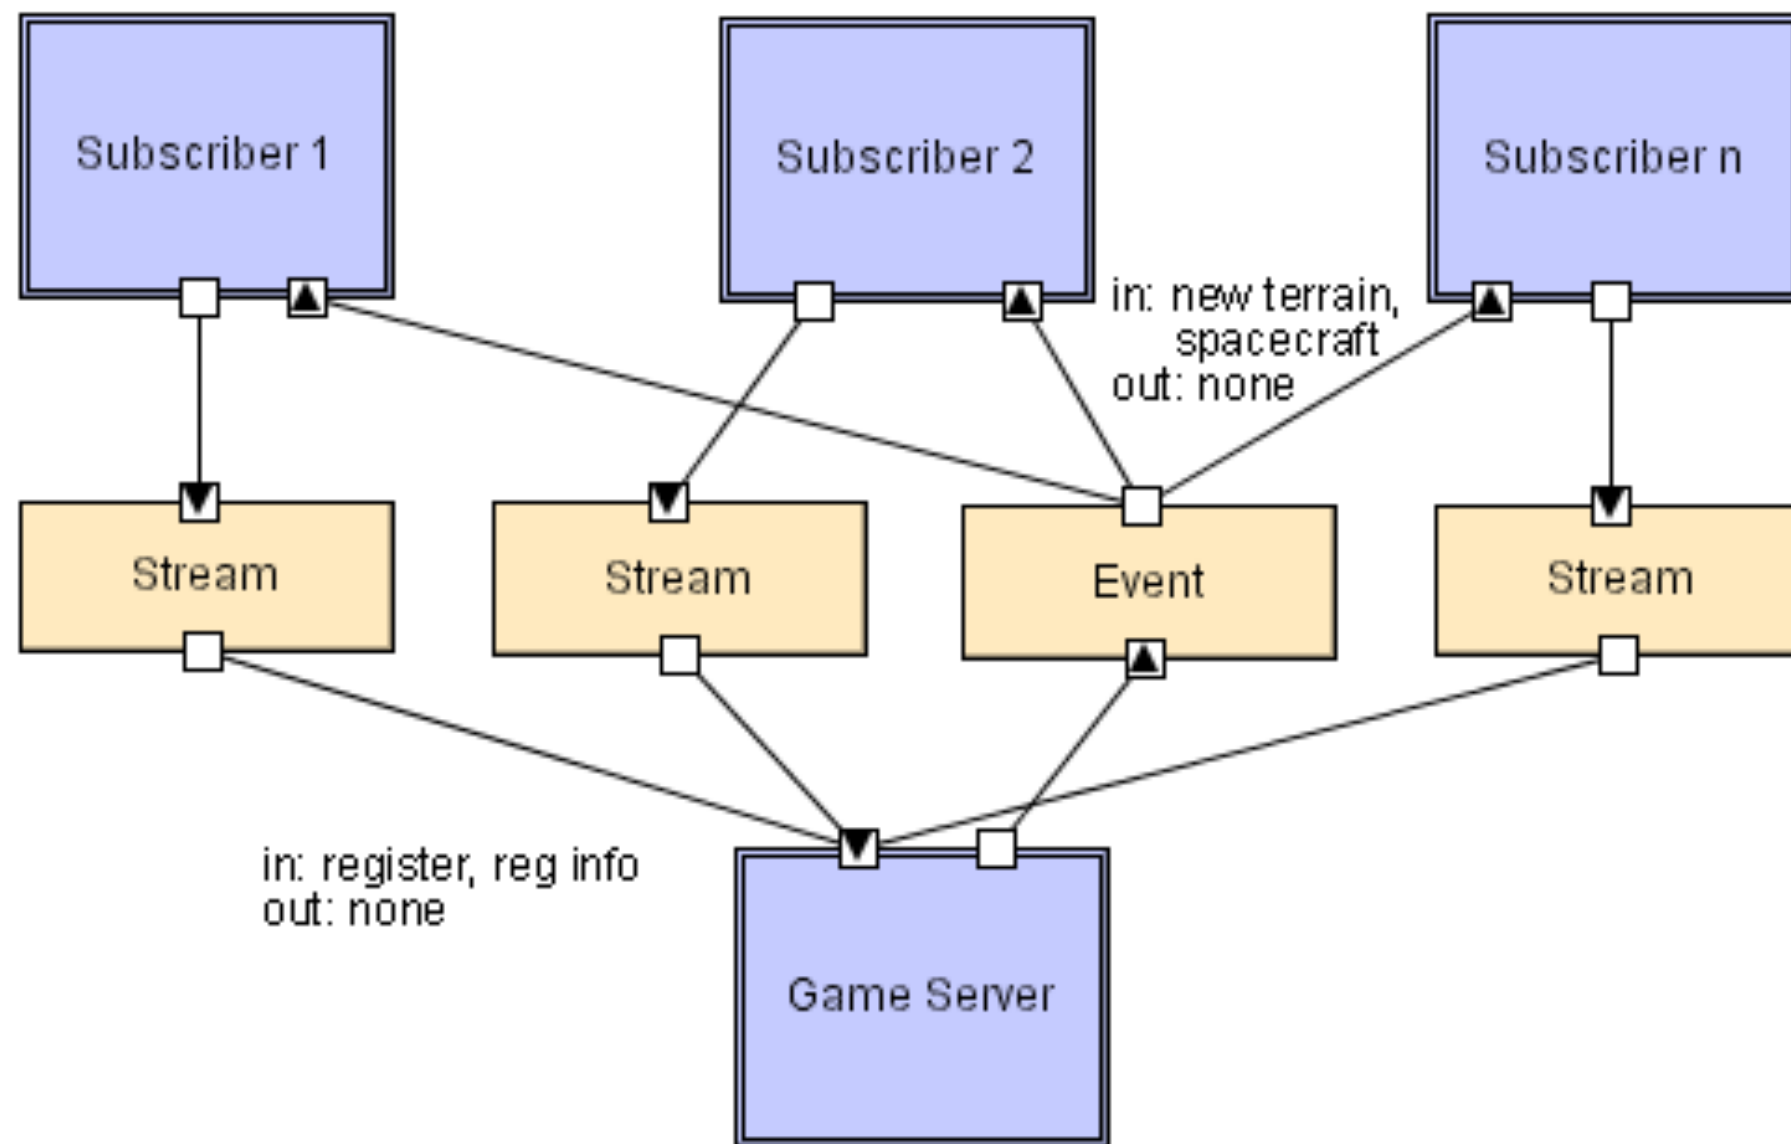 Subscriber 1
Subscriber 2
Subscriber n
in: new terrain,
spacecraft
out: none
Stream
Stream
Event
Stream
in: register, reg info
out: none
Game Server